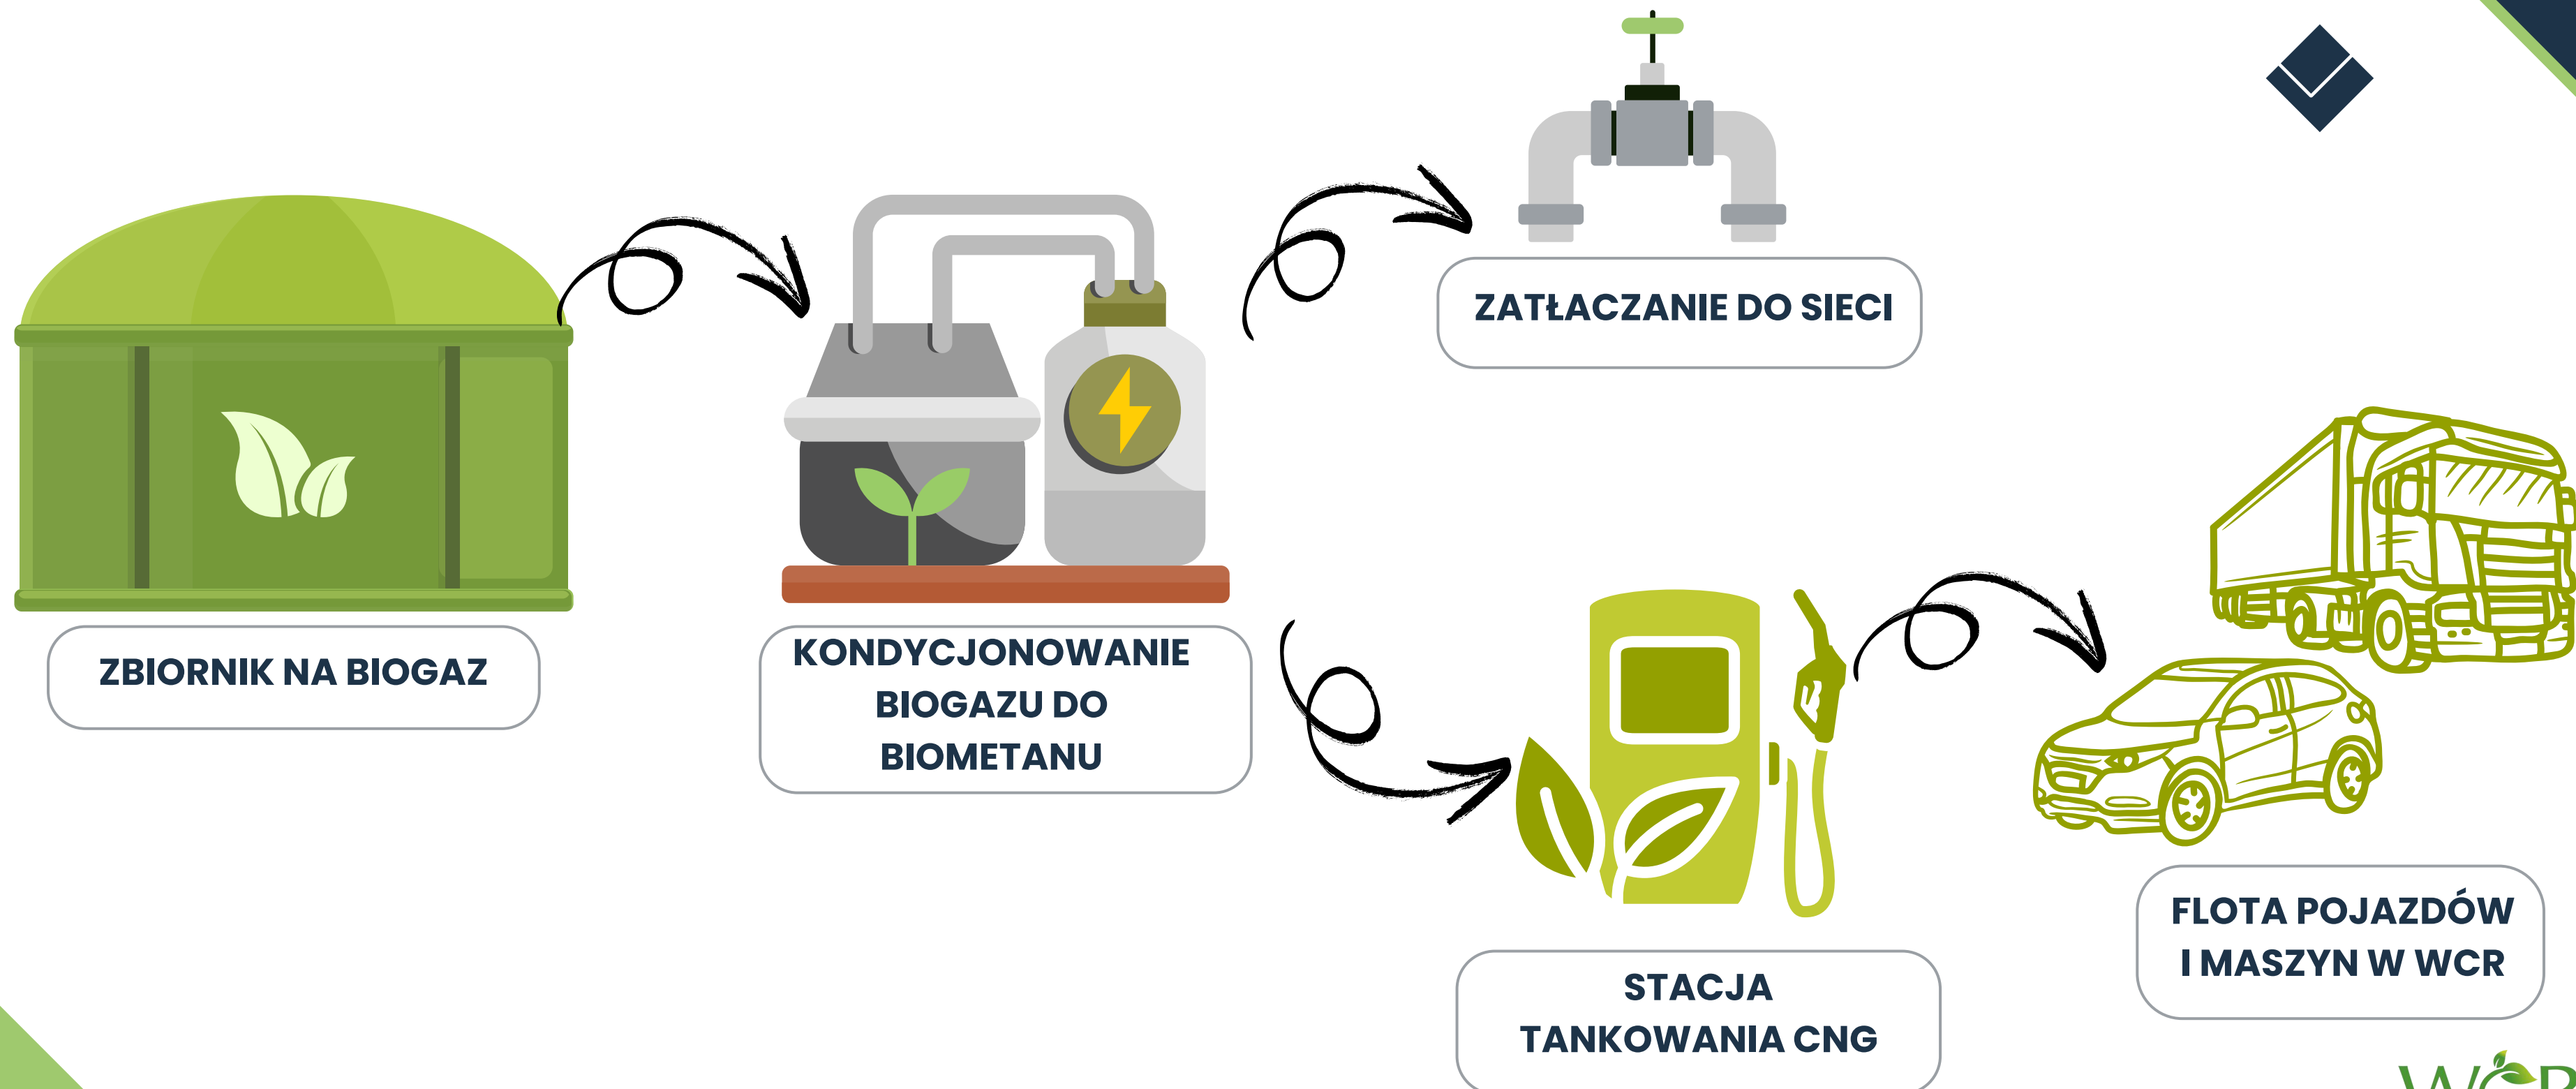 ZBIORNIK NA BIOGAZ
KONDYCJONOWANIE
BIOGAZU DO
BIOMETANU
ZATŁACZANIE DO SIECI
STACJA
TANKOWANIA CNG
FLOTA POJAZDÓW
I MASZYN W WCR